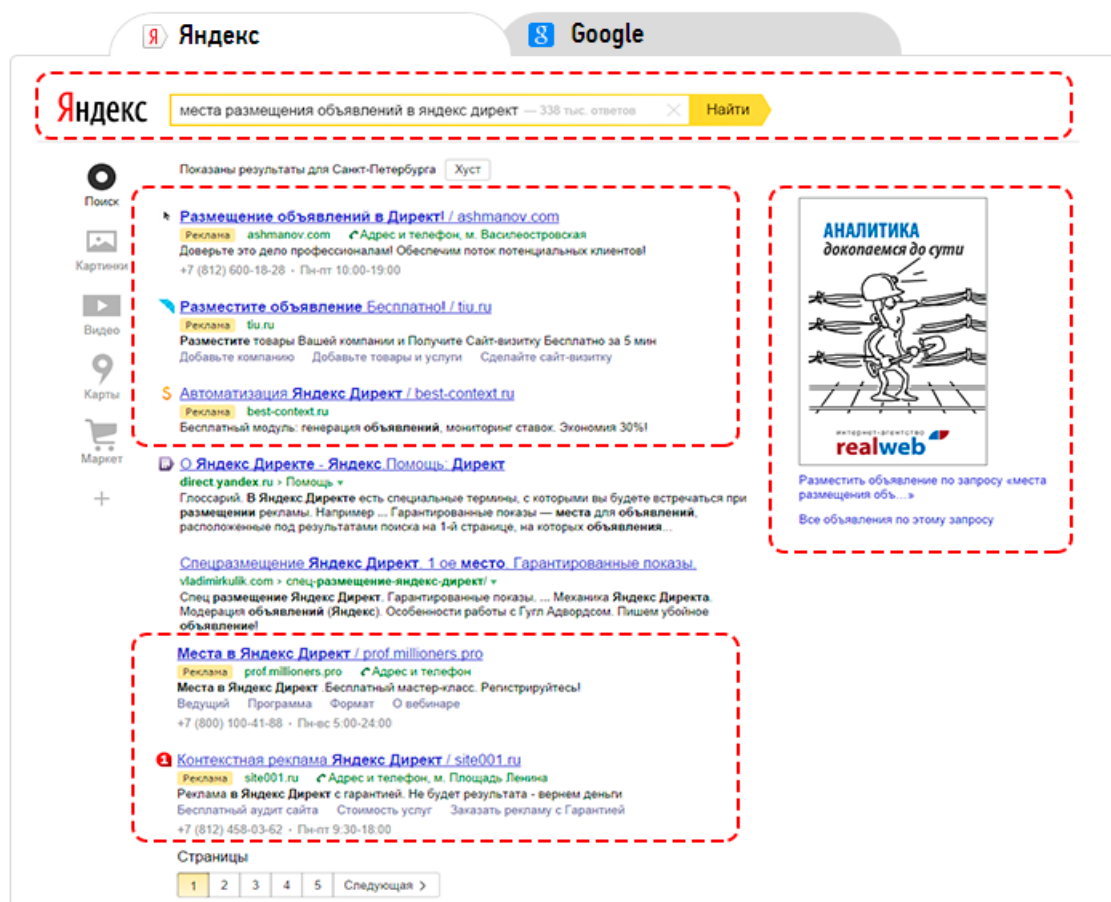 Яндекс
Google
Яндекс
места размещения объявлений в яндекс директ — 338 тыс. ответов
Найти
Показаны результаты для Санкт-Петербурга Хуст
Поиск
Картинки
Видео
Карты
Маркет
Размещение объявлений в Директ! / ashmanov.com
Реклама ashmanov.com Адрес и телефон, м. Василеостровская
Доверьте это дело профессионалам! Обеспечим поток потенциальных клиентов!
+7 (812) 600-18-28 · Пн-пт 10:00-19:00
Разместите объявление Бесплатно! / tiu.ru
Реклама tiu.ru
Разместите товары Вашей компании и Получите Сайт-визитку Бесплатно за 5 мин
Добавьте компанию Добавьте товары и услуги Сделайте сайт-визитку
Автоматизация Яндекс Директ / best-context.ru
Реклама best-context.ru
Бесплатный модуль: генерация объявлений, мониторинг ставок. Экономия 30%!
О Яндекс.Директе - Яндекс.Помощь: Директ
direct.yandex.ru › Помощь
Глоссарий. В Яндекс.Директе есть специальные термины, с которыми вы будете встречаться при
размещении рекламы. Например ... Гарантированные показы — места для объявлений,
расположенные под результатами поиска на 1-й странице, на которых объявления...
Спецразмещение Яндекс Директ. 1 ое место. Гарантированные показы.
vladimirkulik.com › спец-размещение-яндекс-директ/
Спец размещение Яндекс Директ. Гарантированные показы. ... Механика Яндекс Директа.
Модерация объявлений (Яндекс). Особенности работы с Гугл Адвордсом. Пишем убойное
объявление!
Места в Яндекс Директ / prof.millioners.pro
Реклама prof.millioners.pro Адрес и телефон
Места в Яндекс Директ .Бесплатный мастер-класс. Регистрируйтесь!
Ведущий Программа Формат О вебинаре
+7 (800) 100-41-88 · Пн-вс 5:00-24:00
Контекстная реклама Яндекс Директ / site001.ru
Реклама site001.ru Адрес и телефон, м. Площадь Ленина
Реклама в Яндекс Директ с гарантией. Не будет результата - вернем деньги
Бесплатный аудит сайта Стоимость услуг Заказать рекламу с Гарантией
+7 (812) 458-03-62 · Пн-пт 9:30-18:00
Страницы
1 2 3 4 5 Следующая
АНАЛИТИКА
докопаемся до сути
интернет-агентство
realweb
Разместить объявление по запросу «места
размещения объ...»
Все объявления по этому запросу